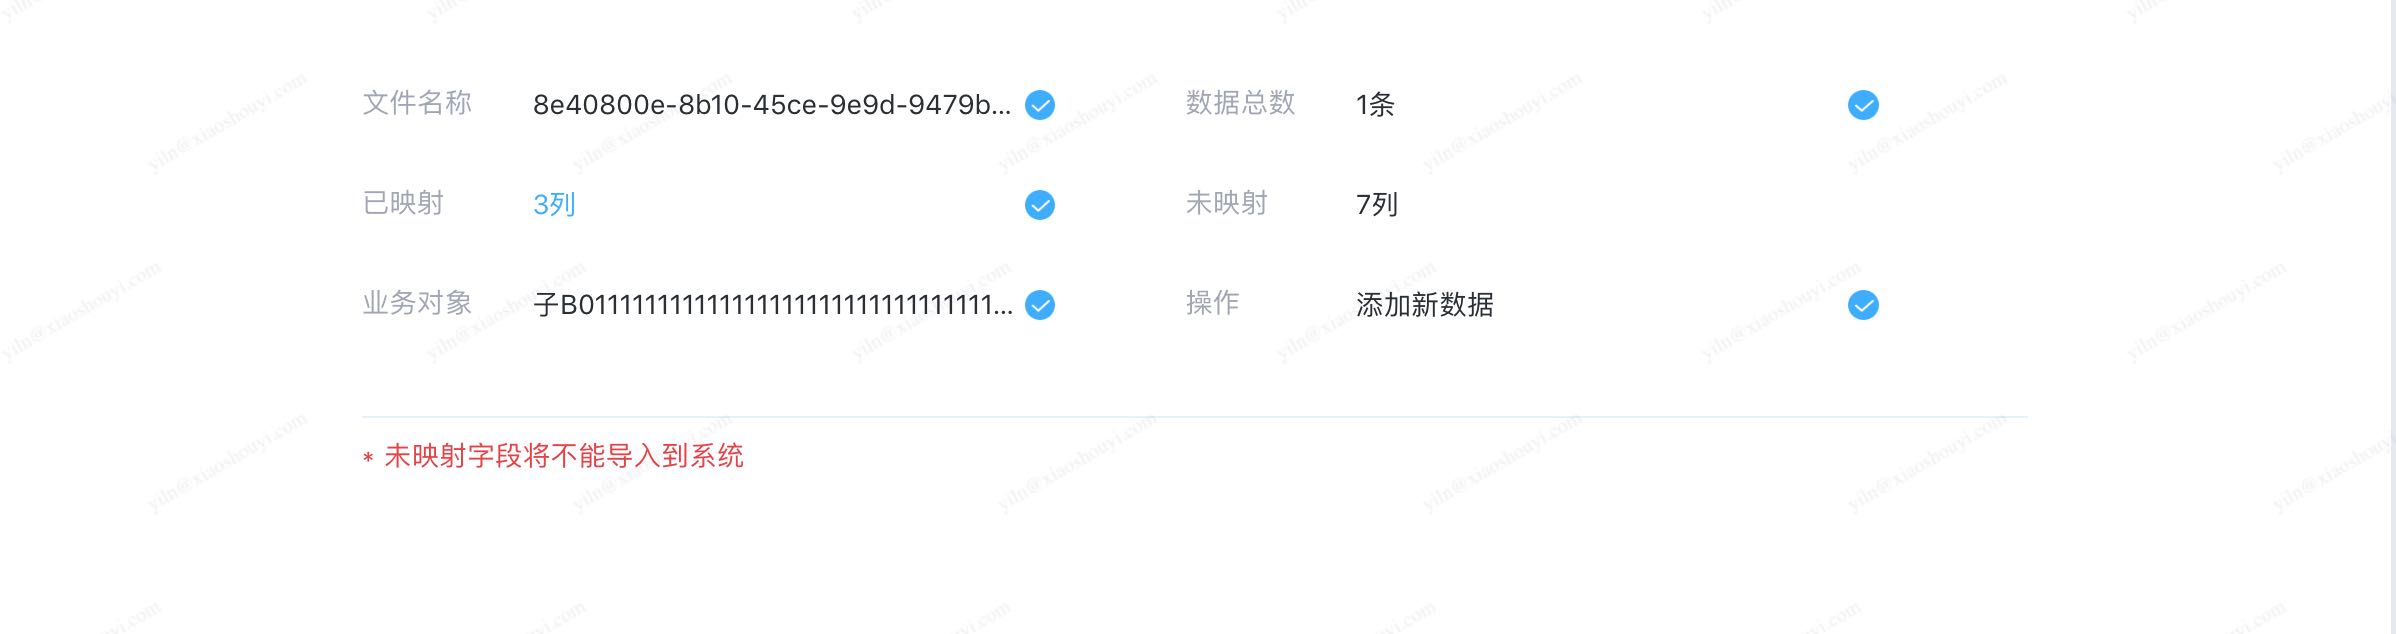 文件名称 8e40800e-8b10-45ce-9e9d-9479b... 数据总数 1条
已映射 3列 未映射 7列
业务对象 子B01111111111111111111111111111111... 操作 添加新数据
* 未映射字段将不能导入到系统
yiln@xiaoshouyi.com